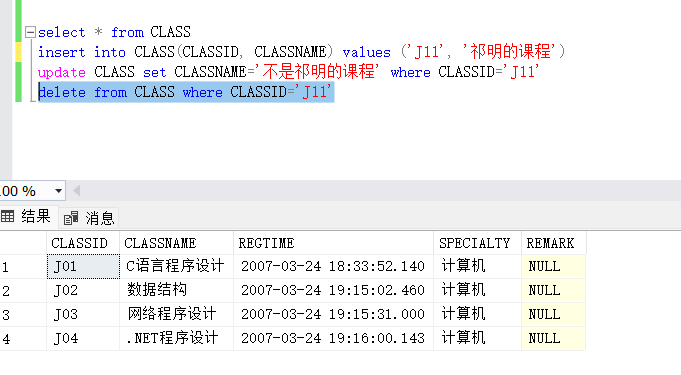 select * from CLASS
insert into CLASS(CLASSID, CLASSNAME) values ('J11', '祁明的课程')
update CLASS set CLASSNAME='不是祁明的课程' where CLASSID='J11'
delete from CLASS where CLASSID='J11'
.00 %
结果 消息
CLASSID CLASSNAME REGTIME SPECIALTY REMARK
1 J01 C语言程序设计 2007-03-24 18:33:52.140 计算机 NULL
2 J02 数据结构 2007-03-24 19:15:02.460 计算机 NULL
3 J03 网络程序设计 2007-03-24 19:15:31.000 计算机 NULL
4 J04 .NET程序设计 2007-03-24 19:16:00.143 计算机 NULL